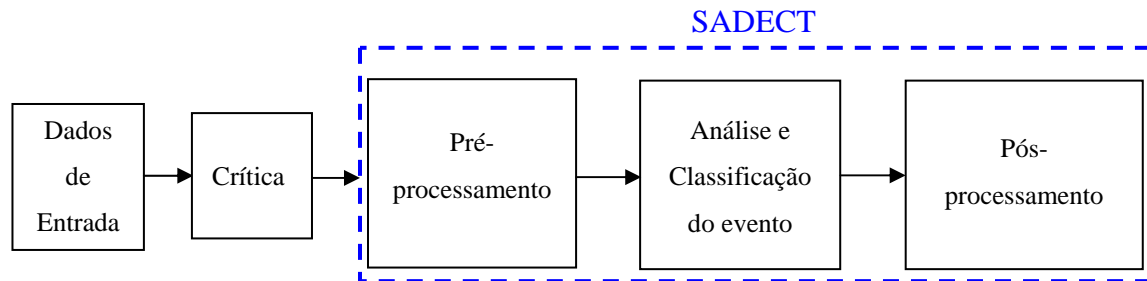 SADECT
Dados
de
Entrada
Crítica
Pré-
processamento
Análise e
Classificação
do evento
Pós-
processamento